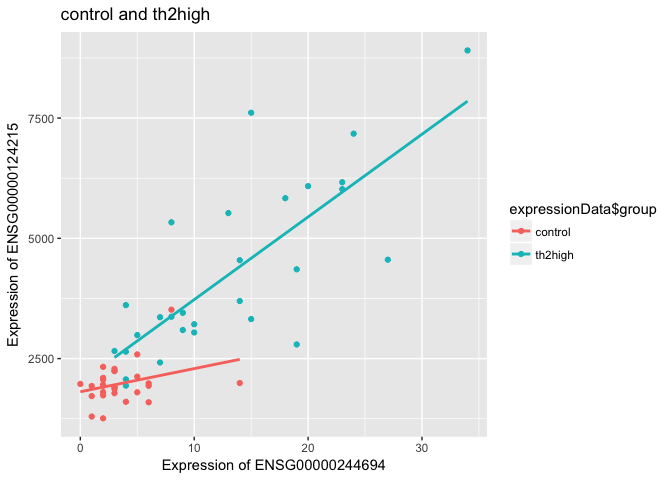 control and th2high
Expression of ENSG00000124215
7500
5000
2500
0
10
20
30
Expression of ENSG00000244694
expressionData$group
control
th2high